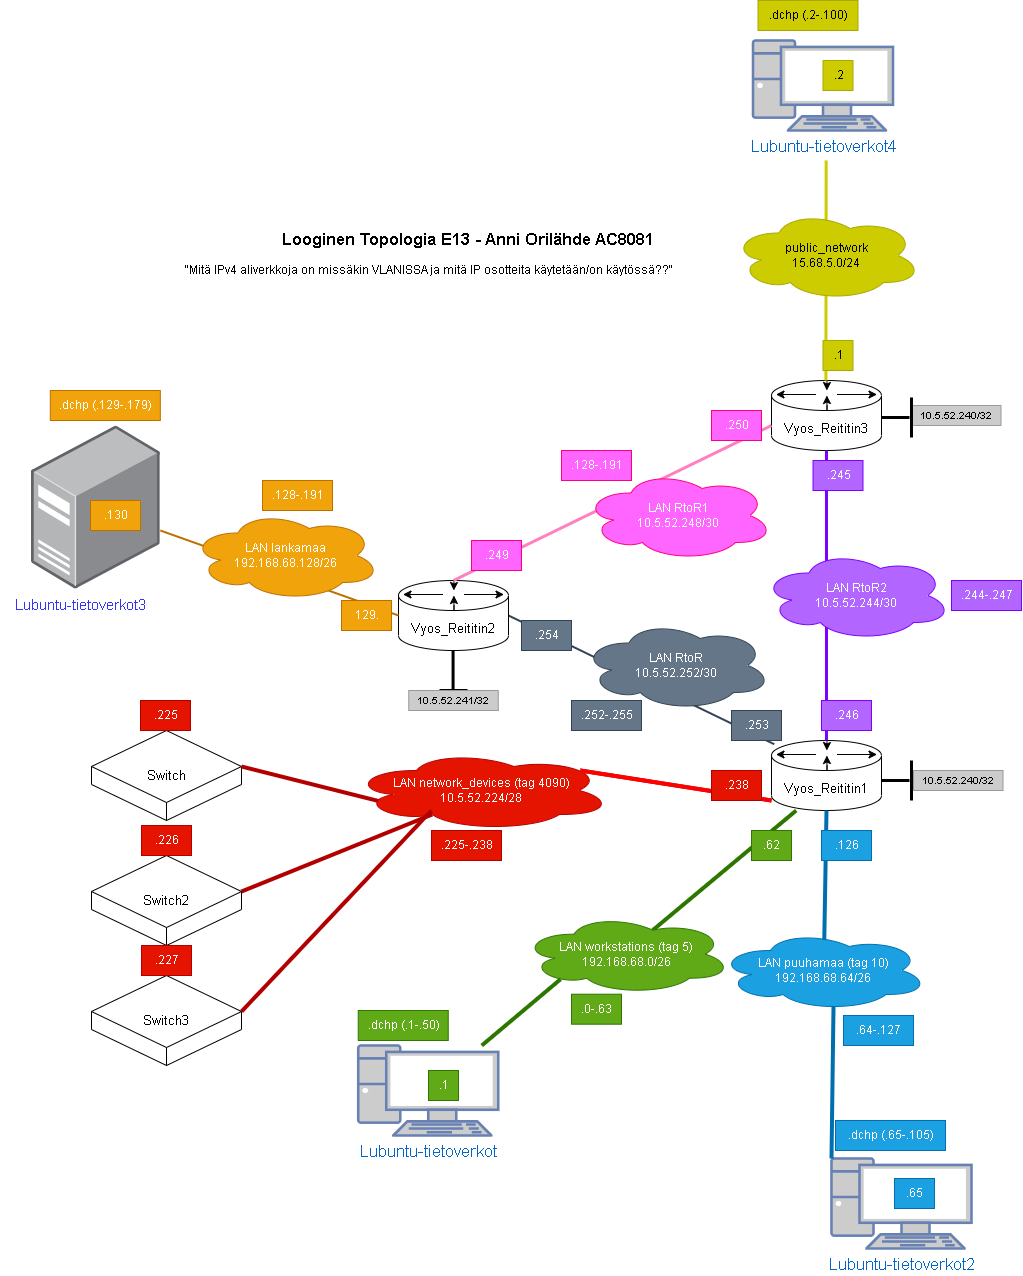 .dchp (.2-.100)
.2
Lubuntu-tietoverkot4
Looginen Topologia E13 - Anni Orilähde AC8081
"Mitä IPv4 aliverkkoja on missäkin VLANISSA ja mitä IP osotteita käytetään/on käytössä??"
public_network
15.68.5.0/24
.1
.dchp (.129-.179)
.250
Vyos_Reititin3
10.5.52.240/32
.128-.191
.245
.128-.191
.130
LAN RtoR1
10.5.52.248/30
LAN lankamaa
192.168.68.128/26
.249
Lubuntu-tietoverkot3
129.
Vyos_Reititin2
.254
LAN RtoR2
10.5.52.244/30
.244-.247
LAN RtoR
10.5.52.252/30
10.5.52.241/32
.252-.255
.253
.246
.225
Switch
LAN network_devices (tag 4090)
10.5.52.224/28
.238
Vyos_Reititin1
10.5.52.240/32
.226
.225-.238
.62
.126
Switch2
.227
LAN workstations (tag 5)
192.168.68.0/26
LAN puuhamaa (tag 10)
192.168.68.64/26
Switch3
.0-.63
.dchp (.1-.50)
.64-.127
.1
Lubuntu-tietoverkot
.dchp (.65-.105)
.65
Lubuntu-tietoverkot2